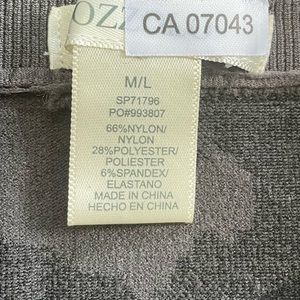 OZZ
CA 07043
M/L
SP71796
PO#993807
66%NYLON/
NYLON
28%POLYESTER/
POLIESTER
6%SPANDEX/
ELASTANO
MADE IN CHINA
HECHO EN CHINA